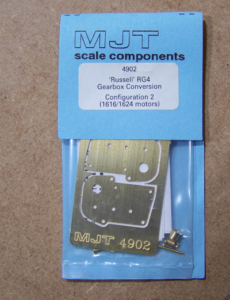 MJT
scale components
4902
'Russell' RG4
Gearbox Conversion
Configuration 2
(1616/1624 motors)
MJT 4902